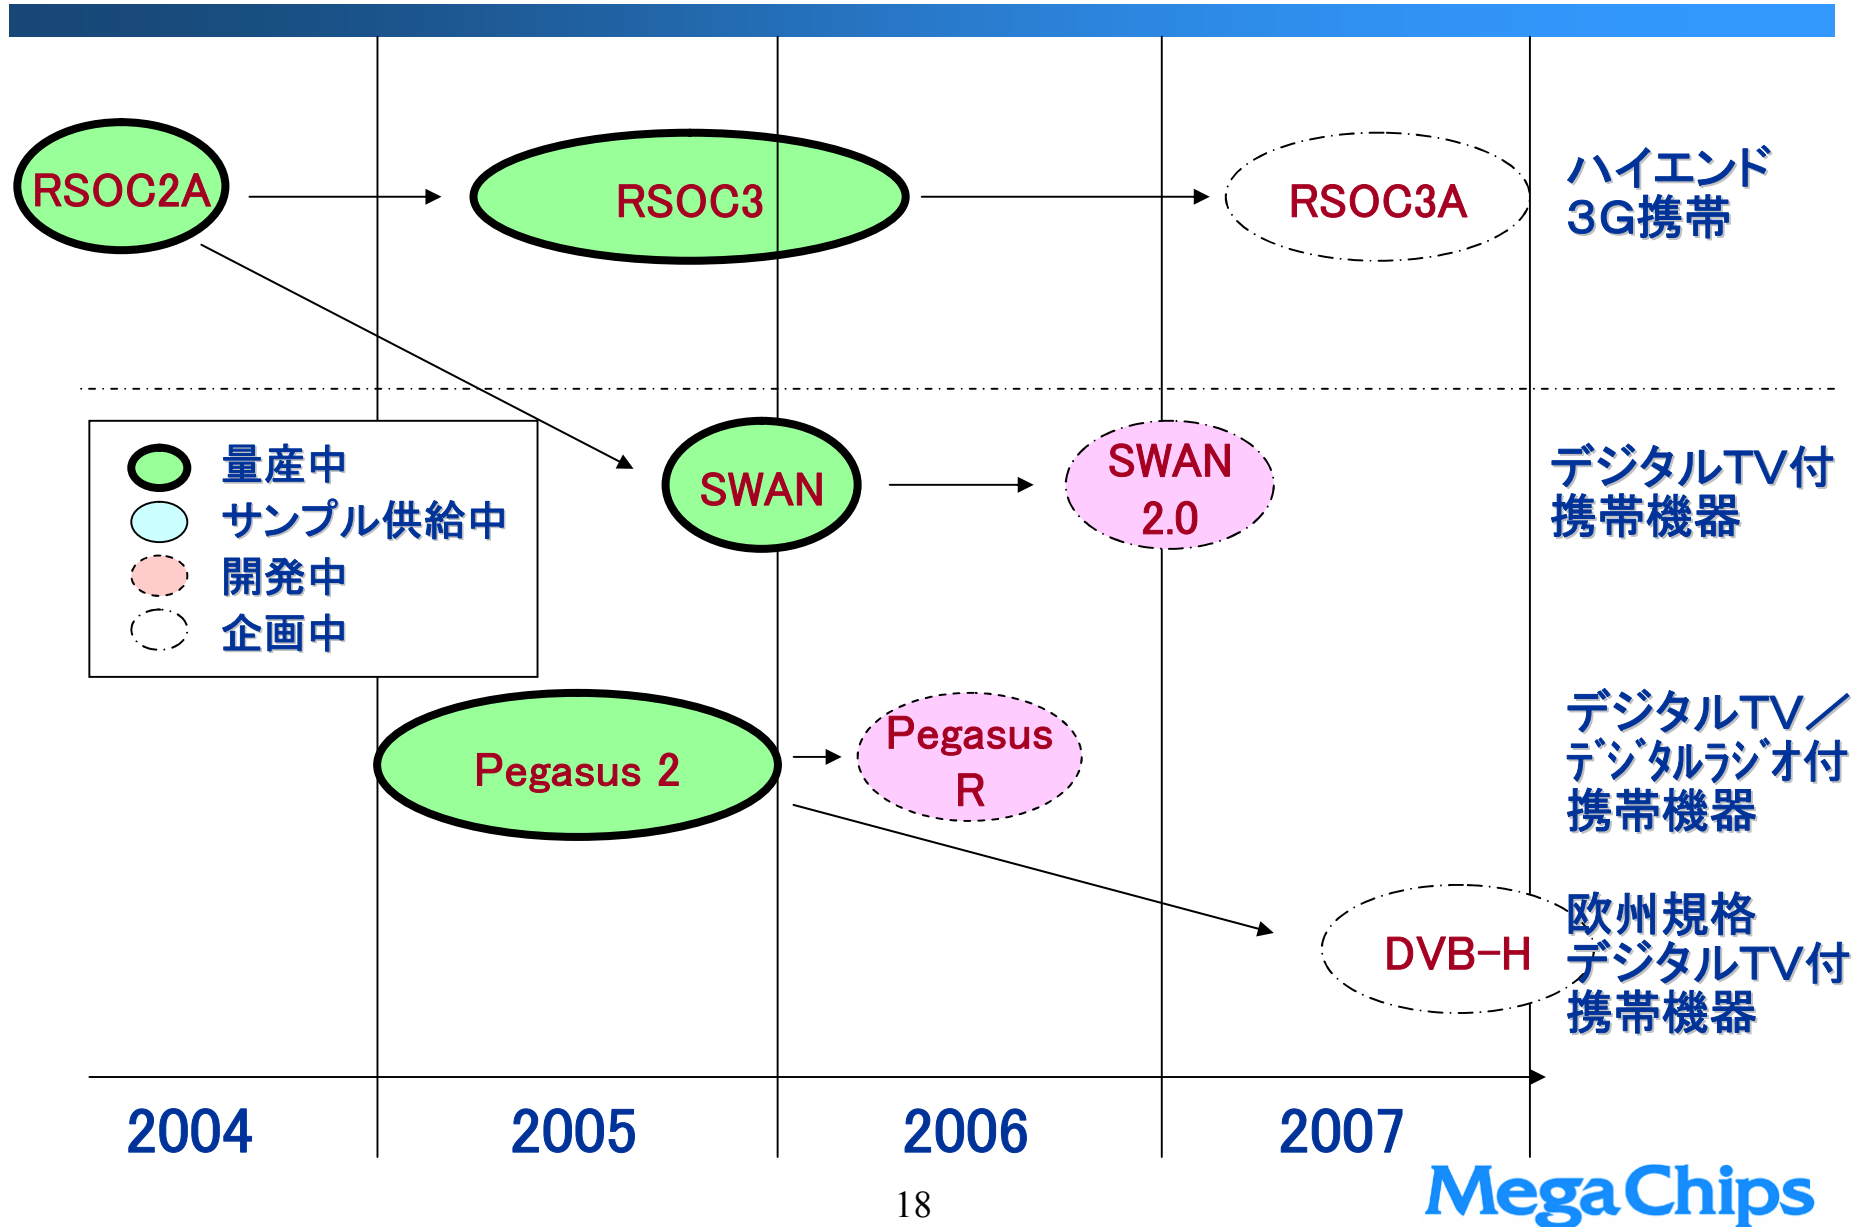 RSOC2A
RSOC3
RSOC3A
ハイエンド
3G携帯
量産中
サンプル供給中
開発中
企画中
SWAN
SWAN
2.0
デジタルTV付
携帯機器
Pegasus 2
Pegasus
R
デジタルTV／
ﾃﾞｼﾞﾀﾙﾗｼﾞｵ付
携帯機器
DVB-H
欧州規格
デジタルTV付
携帯機器
2004
2005
2006
2007
18
MegaChips